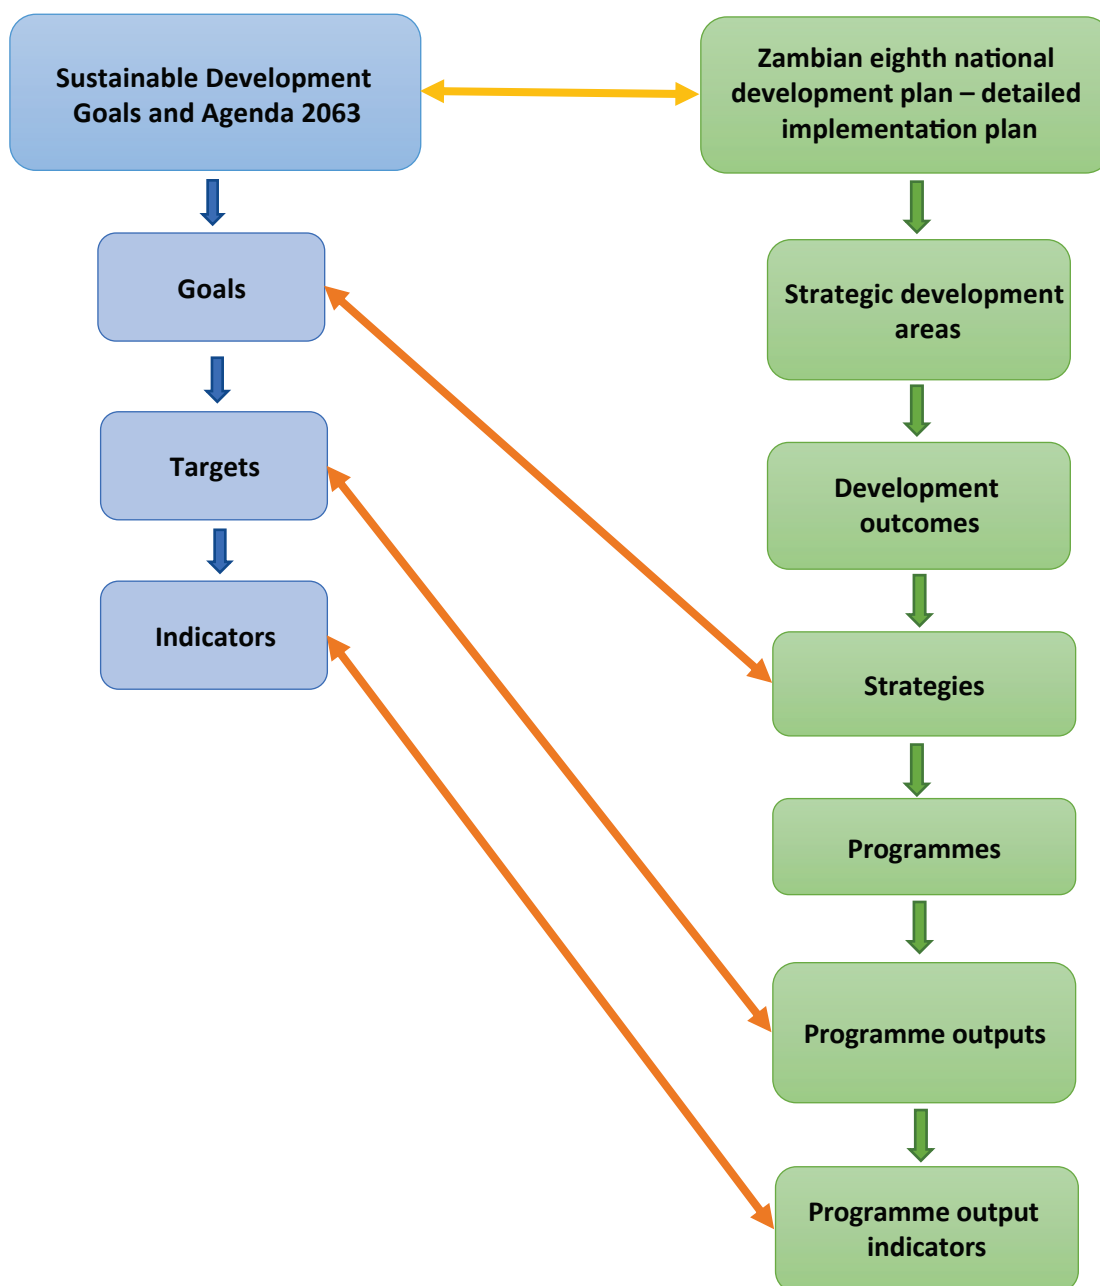 Sustainable Development
Goals and Agenda 2063
Zambian eighth national
development plan – detailed
implementation plan
Goals
Strategic development
areas
Targets
Development
outcomes
Indicators
Strategies
Programmes
Programme outputs
Programme output
indicators